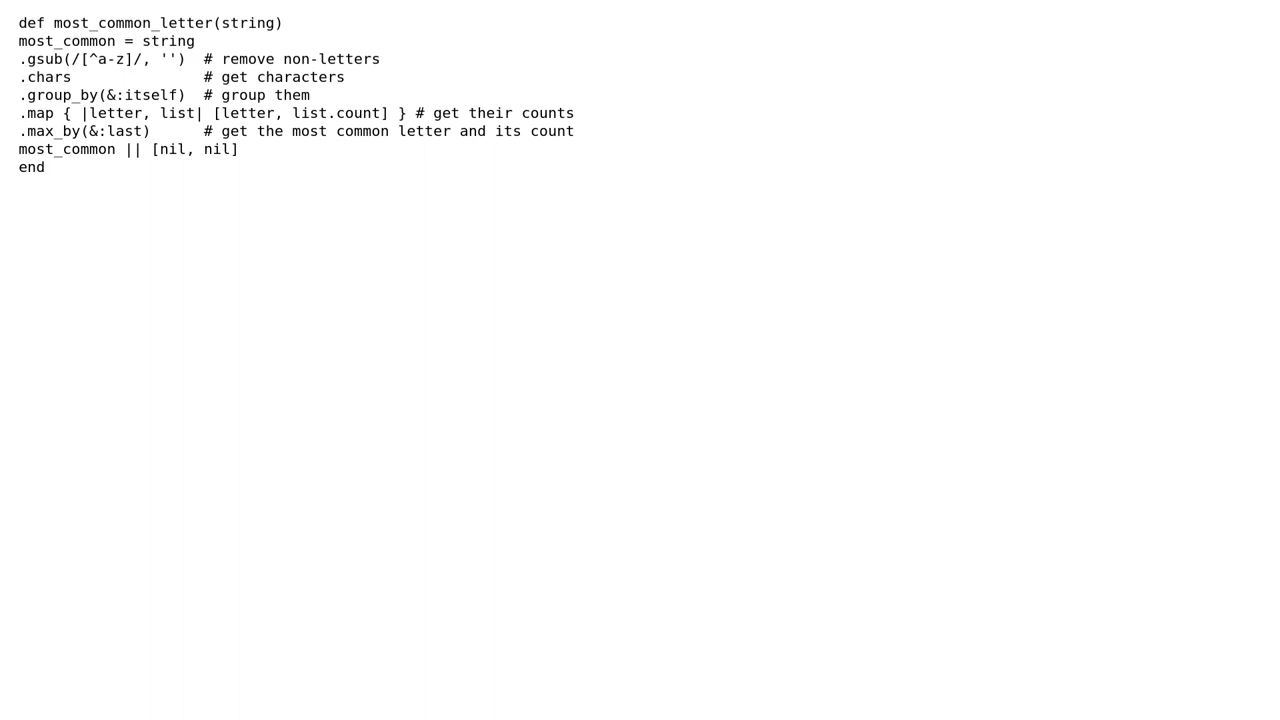 def most_common_letter(string)
most_common = string
.gsub(/[^a-z]/, '')  # remove non-letters
.chars               # get characters
.group_by(&:itself)  # group them
.map { |letter, list| [letter, list.count] } # get their counts
.max_by(&:last)      # get the most common letter and its count
most_common || [nil, nil]
end